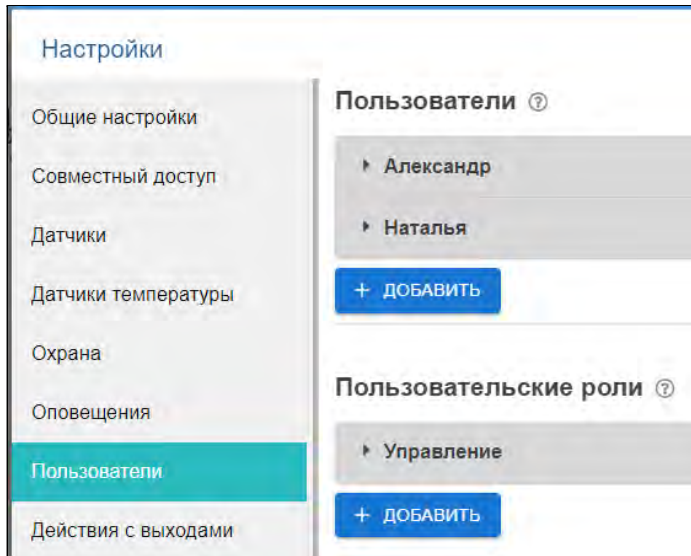 Настройки
Общие настройки
Совместный доступ
Датчики
Датчики температуры
Охрана
Оповещения
Пользователи
Действия с выходами
Пользователи ?
Александр
Наталья
+ ДОБАВИТЬ
Пользовательские роли ?
Управление
+ ДОБАВИТЬ